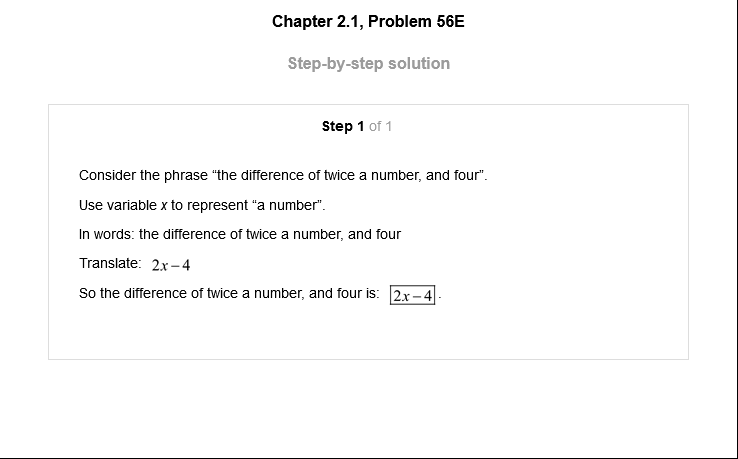 Chapter 2.1, Problem 56E
Step-by-step solution
Step 1 of 1
Consider the phrase “the difference of twice a number, and four”.
Use variable x to represent “a number”.
In words: the difference of twice a number, and four
Translate: 2x – 4
So the difference of twice a number, and four is: 2x – 4 .